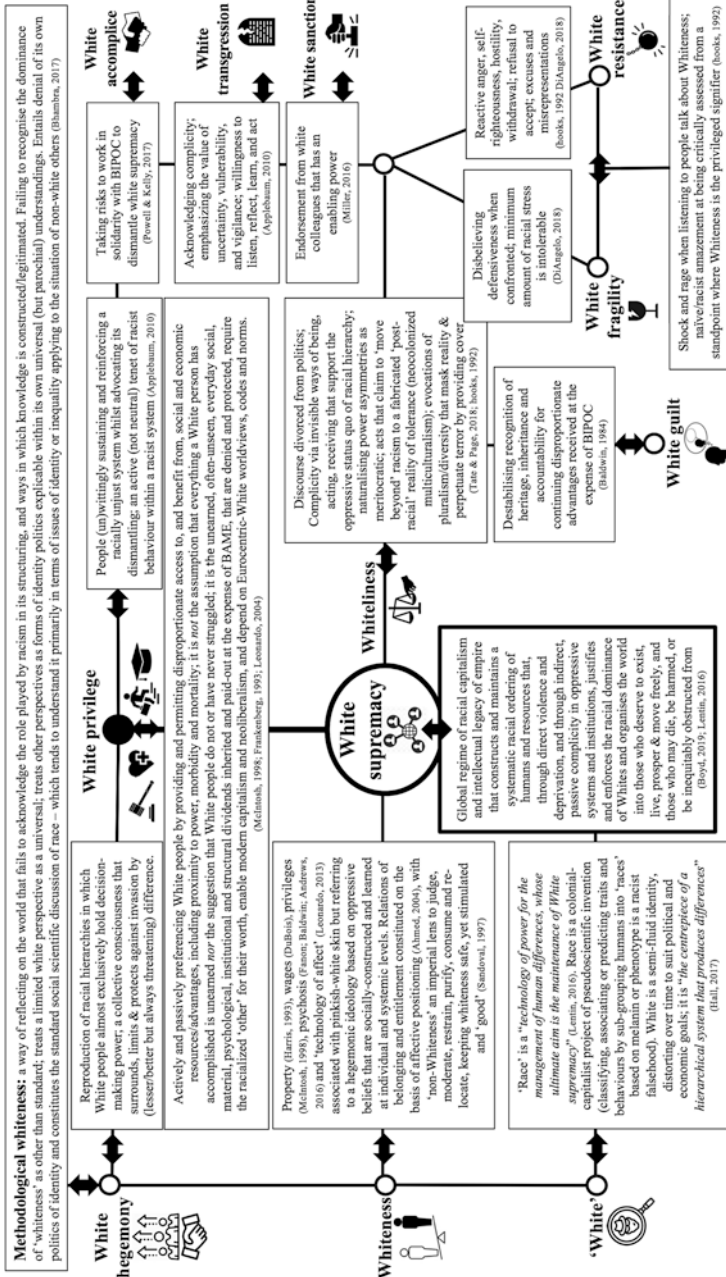 Methodological whiteness: a way of reflecting on the world that fails to acknowledge the role played by racism in its structuring, and ways in which knowledge is constructed/legitimated. Failing to recognise the dominance
of 'whiteness' as other than standard; treats a limited white perspective as a universal; treats other perspectives as forms of identity politics explicable within its own universal (but parochial) understandings. Entails denial of its own
politics of identity and constitutes the standard social scientific discussion of race – which tends to understand it primarily in terms of issues of identity or inequality applying to the situation of non-white others (Bhambra, 2017)
White
hegemony
Reproduction of racial hierarchies in which
White people almost exclusively hold decision-
making power; a collective consciousness that
surrounds, limits & protects against invasion by
(lesser/better but always threatening) difference.
White privilege
People (un)wittingly sustaining and reinforcing a
racially unjust system whilst advocating its
dismantling; an active (not neutral) tenet of racist
behaviour within a racist system (Applebaum, 2010)
Taking risks to work in
solidarity with BIPOC to
dismantle white supremacy
(Powell & Kelly, 2017)
White
accomplice
Actively and passively preferencing White people by providing and permitting disproportionate access to, and benefit from, social and economic
resources/advantages, including proximity to power, morbidity and mortality; it is not the assumption that everything a White person has
accomplished is unearned nor the suggestion that White people do not or have never struggled; it is the unearned, often-unseen, everyday social,
material, psychological, institutional and structural dividends inherited and paid-out at the expense of BAME, that are denied and protected, require
the racialized 'other' for their worth, enable modern capitalism and neoliberalism, and depend on Eurocentric-White worldviews, codes and norms.
(McIntosh, 1998; Frankenberg, 1993; Leonardo, 2004)
Acknowledging complicity;
emphasizing the value of
uncertainty, vulnerability,
and vigilance; willingness to
listen, reflect, learn, and act
(Applebaum, 2010)
White
transgression
Endorsement from white
colleagues that has an
enabling power
(Miller, 2016)
White sanction
Whiteness
Property (Harris, 1993), wages (DuBois), privileges
(McIntosh, 1998), psychosis (Fanon; Baldwin; Andrews,
2016) and 'technology of affect' (Leonardo, 2013)
associated with pinkish-white skin but referring
to a hegemonic ideology based on oppressive
beliefs that are socially-constructed and learned
at individual and systemic levels. Relations of
belonging and entitlement constituted on the
basis of affective positioning (Ahmed, 2004), with
'non-Whiteness' an imperial lens to judge,
moderate, restrain, purify, consume and re-
locate, keeping whiteness safe, yet stimulated
and 'good' (Sandoval, 1997)
White
supremacy
Whiteliness
Discourse divorced from politics;
Complicity via invisible ways of being,
acting, receiving that support the
oppressive status quo of racial hierarchy;
naturalising power asymmetries as
meritocratic; acts that claim to 'move
beyond' racism to a fabricated 'post-
racial' reality of tolerance (neocolonized
multiculturalism); evocations of
pluralism/diversity that mask reality &
perpetuate terror by providing cover
(Tate & Page, 2018; hooks, 1992)
Disbelieving
defensiveness when
confronted; minimum
amount of racial stress
is intolerable
(DiAngelo, 2018)
Reactive anger, self-
righteousness, hostility,
withdrawal; refusal to
accept; excuses and
misrepresentations
(hooks, 1992 DiAngelo, 2018)
White
fragility
White
resistance
'White'
'Race' is a "technology of power for the
management of human differences, whose
ultimate aim is the maintenance of White
supremacy" (Lentin, 2016). Race is a colonial-
capitalist project of pseudoscientific invention
(classifying, associating or predicting traits and
behaviours by sub-grouping humans into 'races'
based on melanin or phenotype is a racist
falsehood). White is a semi-fluid identity,
distorting over time to suit political and
economic goals; it is "the centrepiece of a
hierarchical system that produces differences"
(Hall, 2017)
Global regime of racial capitalism
and intellectual legacy of empire
that constructs and maintains a
systematic racial ordering of
humans and resources that,
through direct violence and
deprivation, and through indirect,
passive complicity in oppressive
systems and institutions, justifies
and enforces the racial dominance
of Whites and organises the world
into those who deserve to exist,
live, prosper & move freely, and
those who may die, be harmed, or
be inequitably obstructed from
(Boyd, 2019; Lentin, 2016)
Destabilising recognition of
heritage, inheritance and
accountability for
continuing disproportionate
advantages received at the
expense of BIPOC
(Baldwin, 1984)
White guilt
Shock and rage when listening to people talk about Whiteness;
naïve/racist amazement at being critically assessed from a
standpoint where Whiteness is the privileged signifier (hooks, 1992)